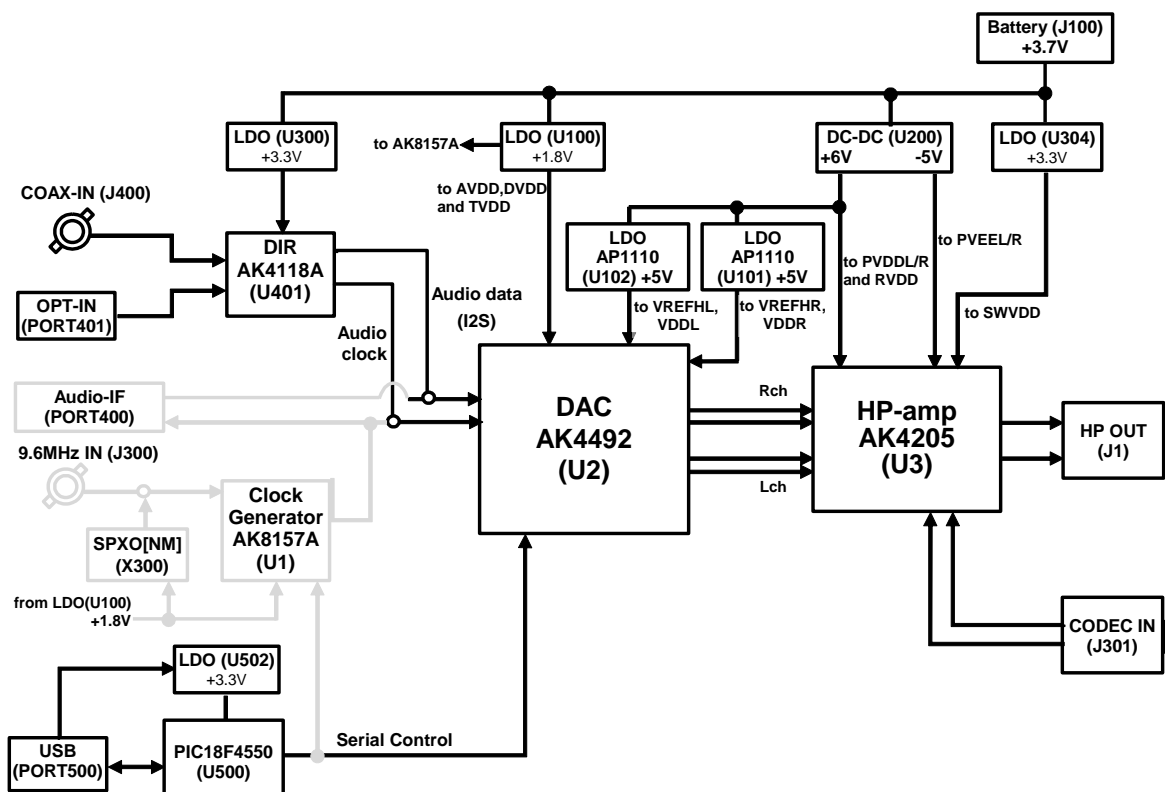 Battery (J100)
+3.7V
LDO (U300)
+3.3V
to AK8157A
LDO (U100)
+1.8V
DC-DC (U200)
+6V -5V
LDO (U304)
+3.3V
COAX-IN (J400)
to AVDD,DVDD
and TVDD
LDO
AP1110
(U102) +5V
LDO
AP1110
(U101) +5V
to PVEEL/R
to PVDDL/R
and RVDD
DIR
AK4118A
(U401)
OPT-IN
(PORT401)
Audio data
(I2S)
to VREFHL,
VDDL
to VREFHR,
VDDR
to SWVDD
Audio
clock
Audio-IF
(PORT400)
DAC
AK4492
(U2)
Rch
Lch
HP-amp
AK4205
(U3)
HP OUT
(J1)
9.6MHz IN (J300)
Clock
Generator
AK8157A
(U1)
SPXO[NM]
(X300)
from LDO(U100)
+1.8V
CODEC IN
(J301)
LDO (U502)
+3.3V
USB
(PORT500)
PIC18F4550
(U500)
Serial Control